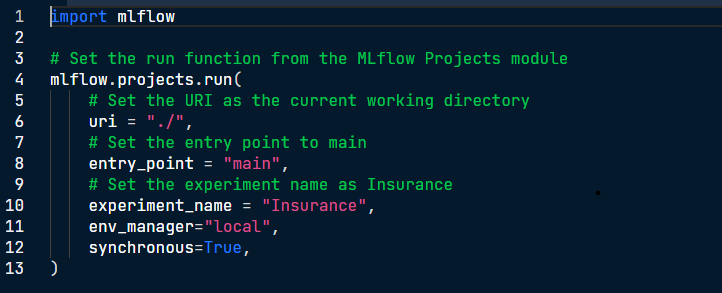 1 import mlflow
2
3 # Set the run function from the MLflow Projects module
4 mlflow.projects.run(
5     # Set the URI as the current working directory
6     uri = "./",
7     # Set the entry point to main
8     entry_point = "main",
9     # Set the experiment name as Insurance
10     experiment_name = "Insurance",
11     env_manager="local",
12     synchronous=True,
13 )